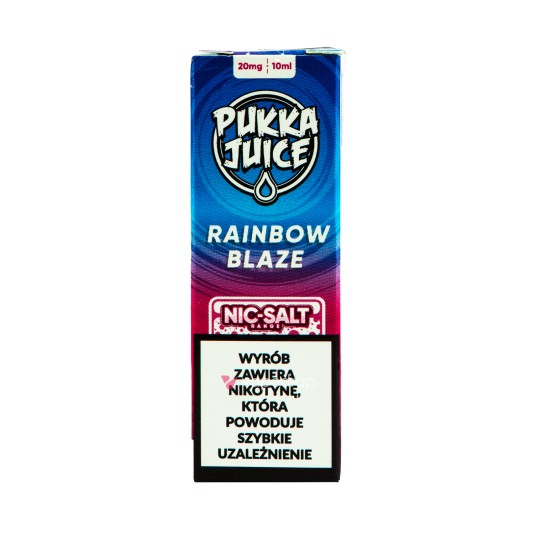 20mg 10ml
PUKKA
JUICE
RAINBOW
BLAZE
NIC-SALT
RANGE
WYRÓB
ZAWIERA
NIKOTYNĘ,
KTÓRA
POWODUJE
SZYBKIE
UZALEŻNIENIE